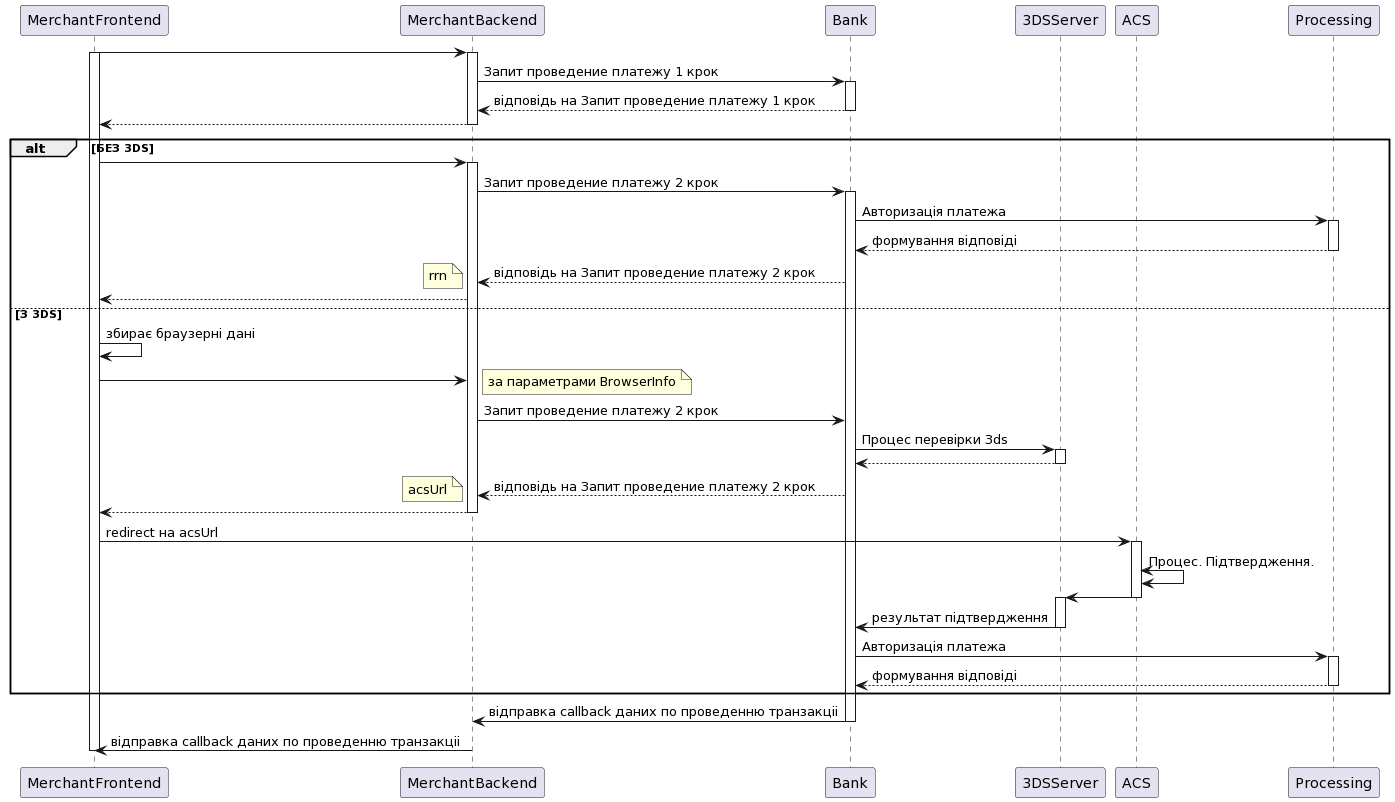 MerchantFrontend
MerchantBackend
Bank
3DSServer
ACS
Processing
Запит проведение платежу 1 крок
відповідь на Запит проведение платежу 1 крок
alt
[БЕЗ 3DS]
Запит проведение платежу 2 крок
Авторизація платежа
формування відповіді
rrn
відповідь на Запит проведение платежу 2 крок
[З 3DS]
збирає браузерні дані
за параметрами BrowserInfo
Запит проведение платежу 2 крок
Процес перевірки 3ds
acsUrl
відповідь на Запит проведение платежу 2 крок
redirect на acsUrl
Процес. Підтвердження.
результат підтвердження
Авторизація платежа
формування відповіді
відправка callback даних по проведенню транзакціі
відправка callback даних по проведенню транзакціі
MerchantFrontend
MerchantBackend
Bank
3DSServer
ACS
Processing